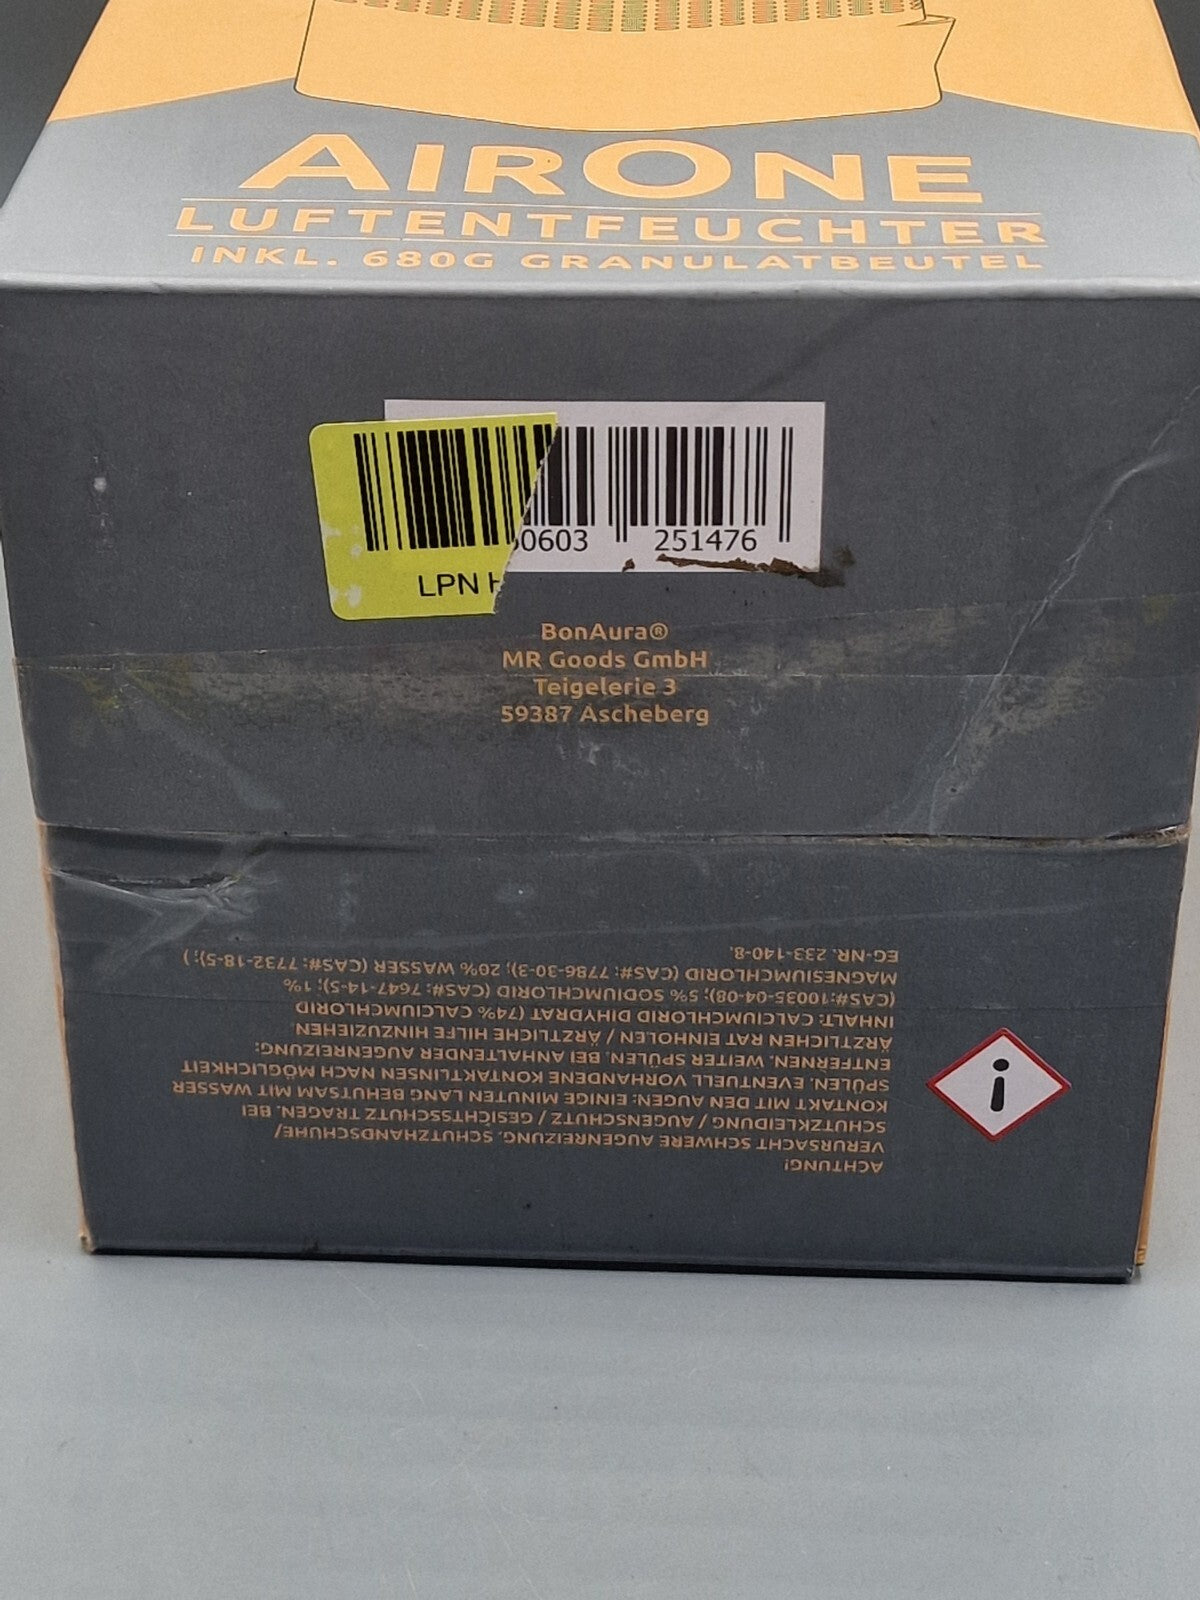 AIRONE
LUFTENTFEUCHTER
INKL. 680G GRANULATBEUTEL
0603 251476
LPN
BonAura®
MR Goods GmbH
Teigelerie 3
59387 Ascheberg
ACHTUNG!
VERURSACHT SCHWERE AUGENREIZUNG. SCHUTZHANDSCHUHE/
SCHUTZKLEIDUNG / AUGENSCHUTZ / GESICHTSSCHUTZ TRAGEN. BEI
KONTAKT MIT DEN AUGEN: EINIGE MINUTEN LANG BEHUTSAM MIT WASSER
SPÜLEN. EVENTUELL VORHANDENE KONTAKTLINSEN NACH MÖGLICHKEIT
ENTFERNEN. WEITER SPÜLEN. BEI ANHALTENDER AUGENREIZUNG:
ÄRZTLICHEN RAT EINHOLEN / ÄRZTLICHE HILFE HINZUZIEHEN.
INHALT: CALCIUMCHLORID DIHYDRAT (74% CALCIUMCHLORID
(CAS#:10035-04-08); 5% SODIUMCHLORID (CAS#: 7647-14-5); 1%
MAGNESIUMCHLORID (CAS#: 7786-30-3); 20% WASSER (CAS#: 7732-18-5); )
EG-NR. 233-140-8.